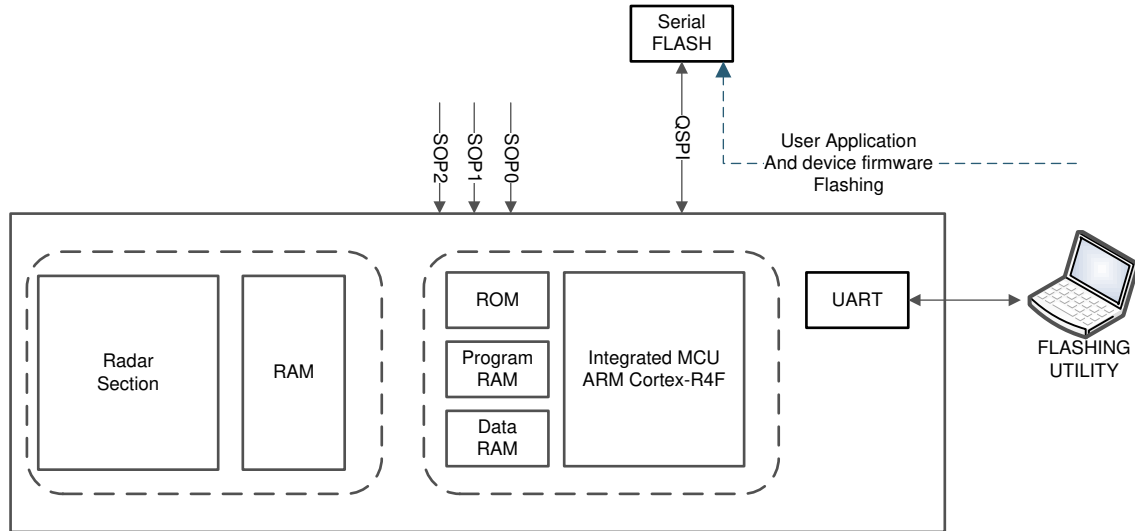 Serial
FLASH
SOP2
SOP1
SOP0
QSPI
User Application
And device firmware
Flashing
Radar
Section
RAM
ROM
Program
RAM
Data
RAM
Integrated MCU
ARM Cortex-R4F
UART
FLASHING
UTILITY